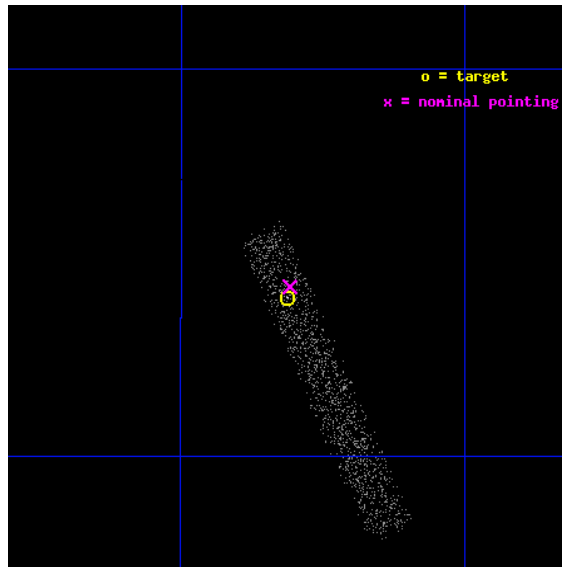 o = target
x = nominal pointing